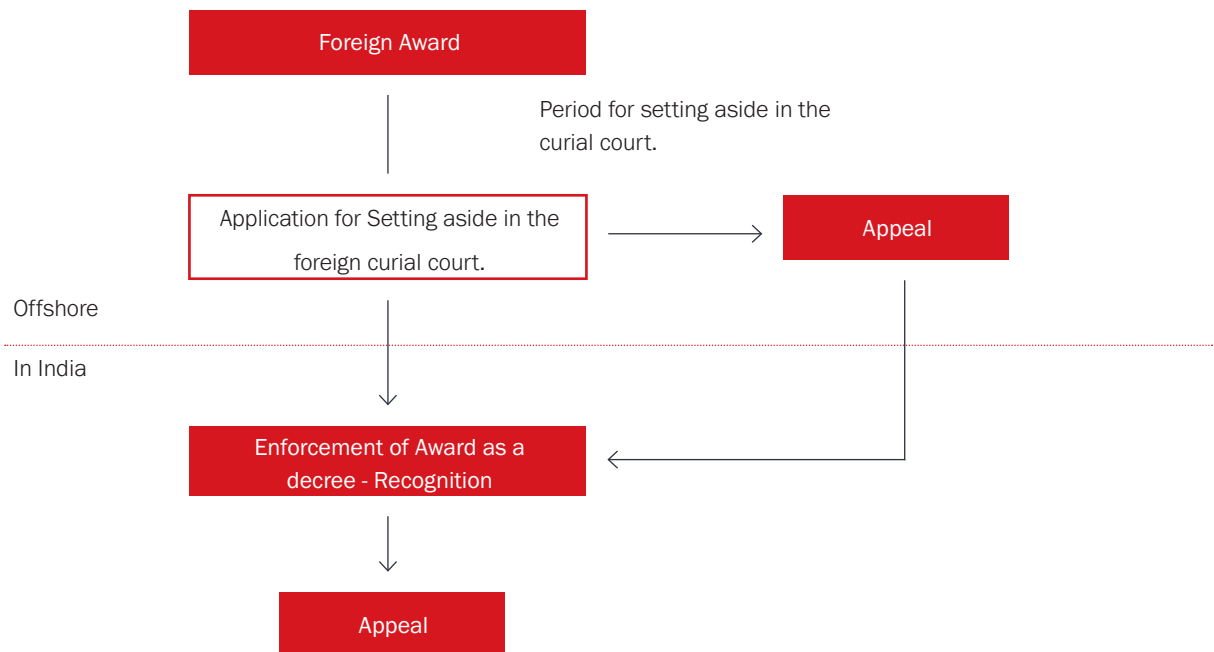 Foreign Award
Period for setting aside in the
curial court.
Application for Setting aside in the
foreign curial court.
Appeal
Offshore
In India
Enforcement of Award as a
decree - Recognition
Appeal